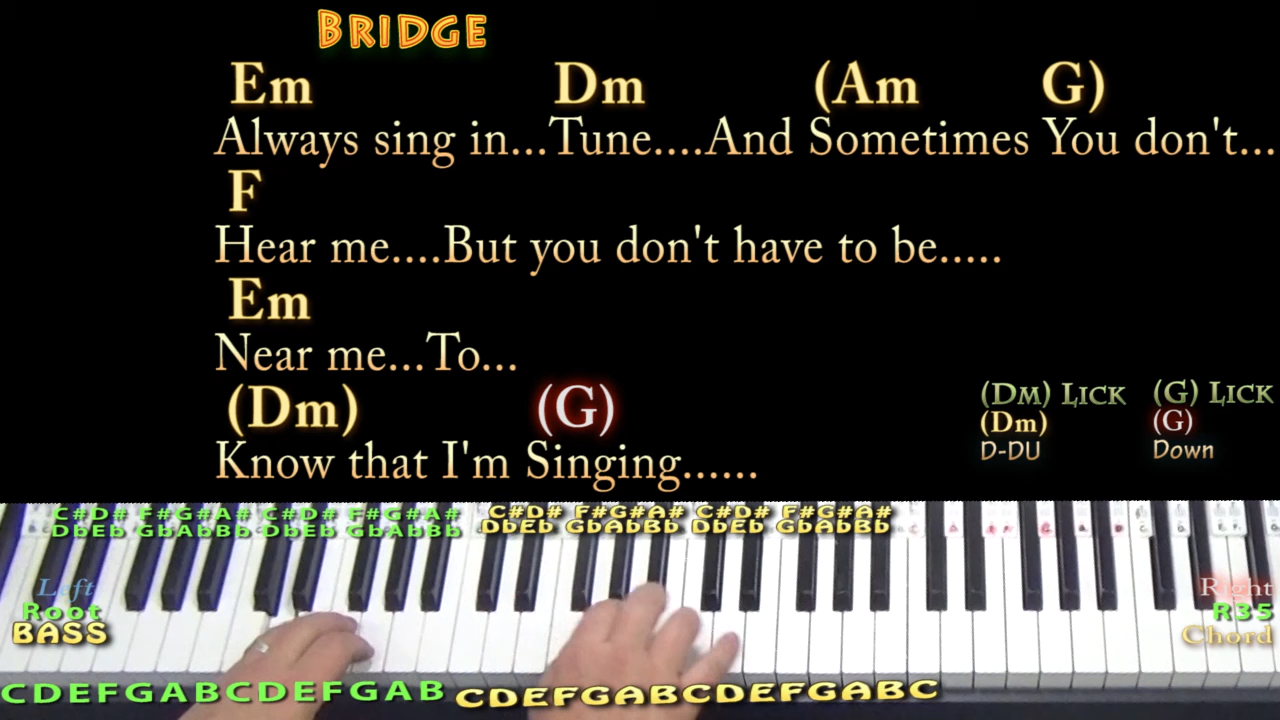 BRIDGE
Em Dm (Am G)
Always sing in...Tune....And Sometimes You don't...
F
Hear me....But you don't have to be.....
Em
Near me...To...
(Dm) (G)
Know that I'm Singing......
(DM) LICK (G) LICK
(Dm) (G)
D-DU Down
C#D# F#G#A# C#D# F#G#A# C#D# F#G#A# C#D# F#G#A#
DbEb GbAbBb DbEb GbAbBb DbEb GbAbBb DbEb GbAbBb
Left Right
Root R35
BASS Chord
CDEFGABCDEFGAB CDEFGABCDEFGABC